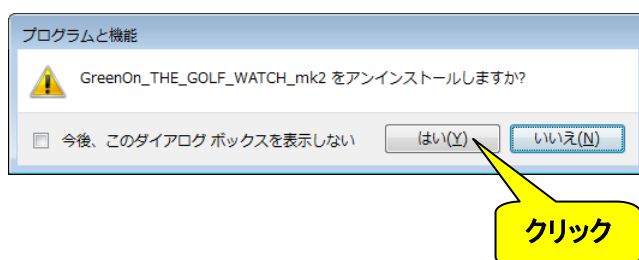 プログラムと機能
GreenOn_THE_GOLF_WATCH_mk2 をアンインストールしますか?
今後、このダイアログ ボックスを表示しない
はい(Y)
いいえ(N)
クリック